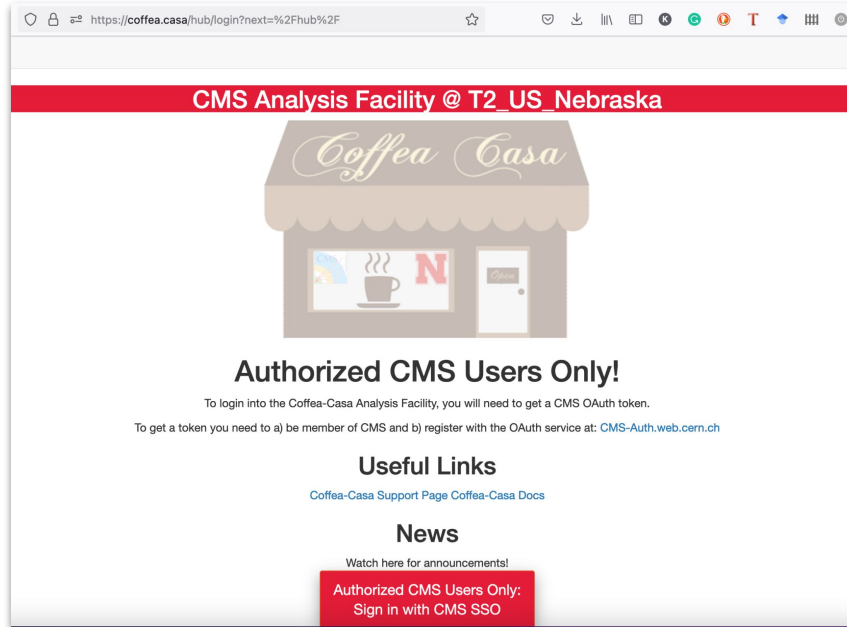 https://coffea.casa/hub/login?next=%2Fhub%2F
CMS Analysis Facility @ T2_US_Nebraska
Coffea Casa
CMS
N
Open
Authorized CMS Users Only!
To login into the Coffea-Casa Analysis Facility, you will need to get a CMS OAuth token.
To get a token you need to a) be member of CMS and b) register with the OAuth service at: CMS-Auth.web.cern.ch
Useful Links
Coffea-Casa Support Page Coffea-Casa Docs
News
Watch here for announcements!
Authorized CMS Users Only:
Sign in with CMS SSO